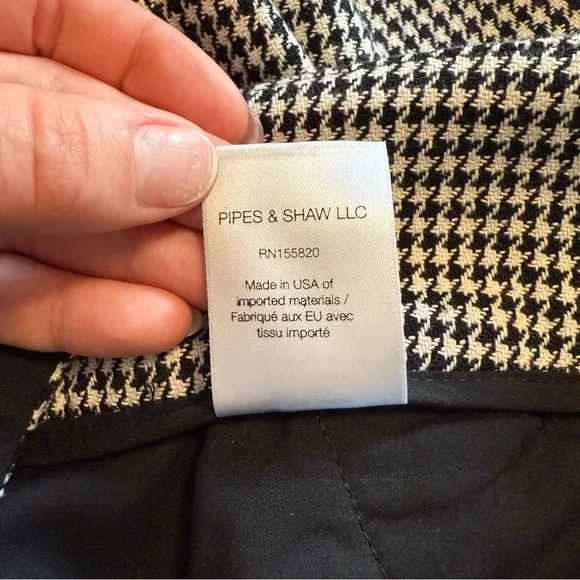 PIPES & SHAW LLC
RN155820
Made in USA of
imported materials /
Fabriqué aux EU avec
tissu importé